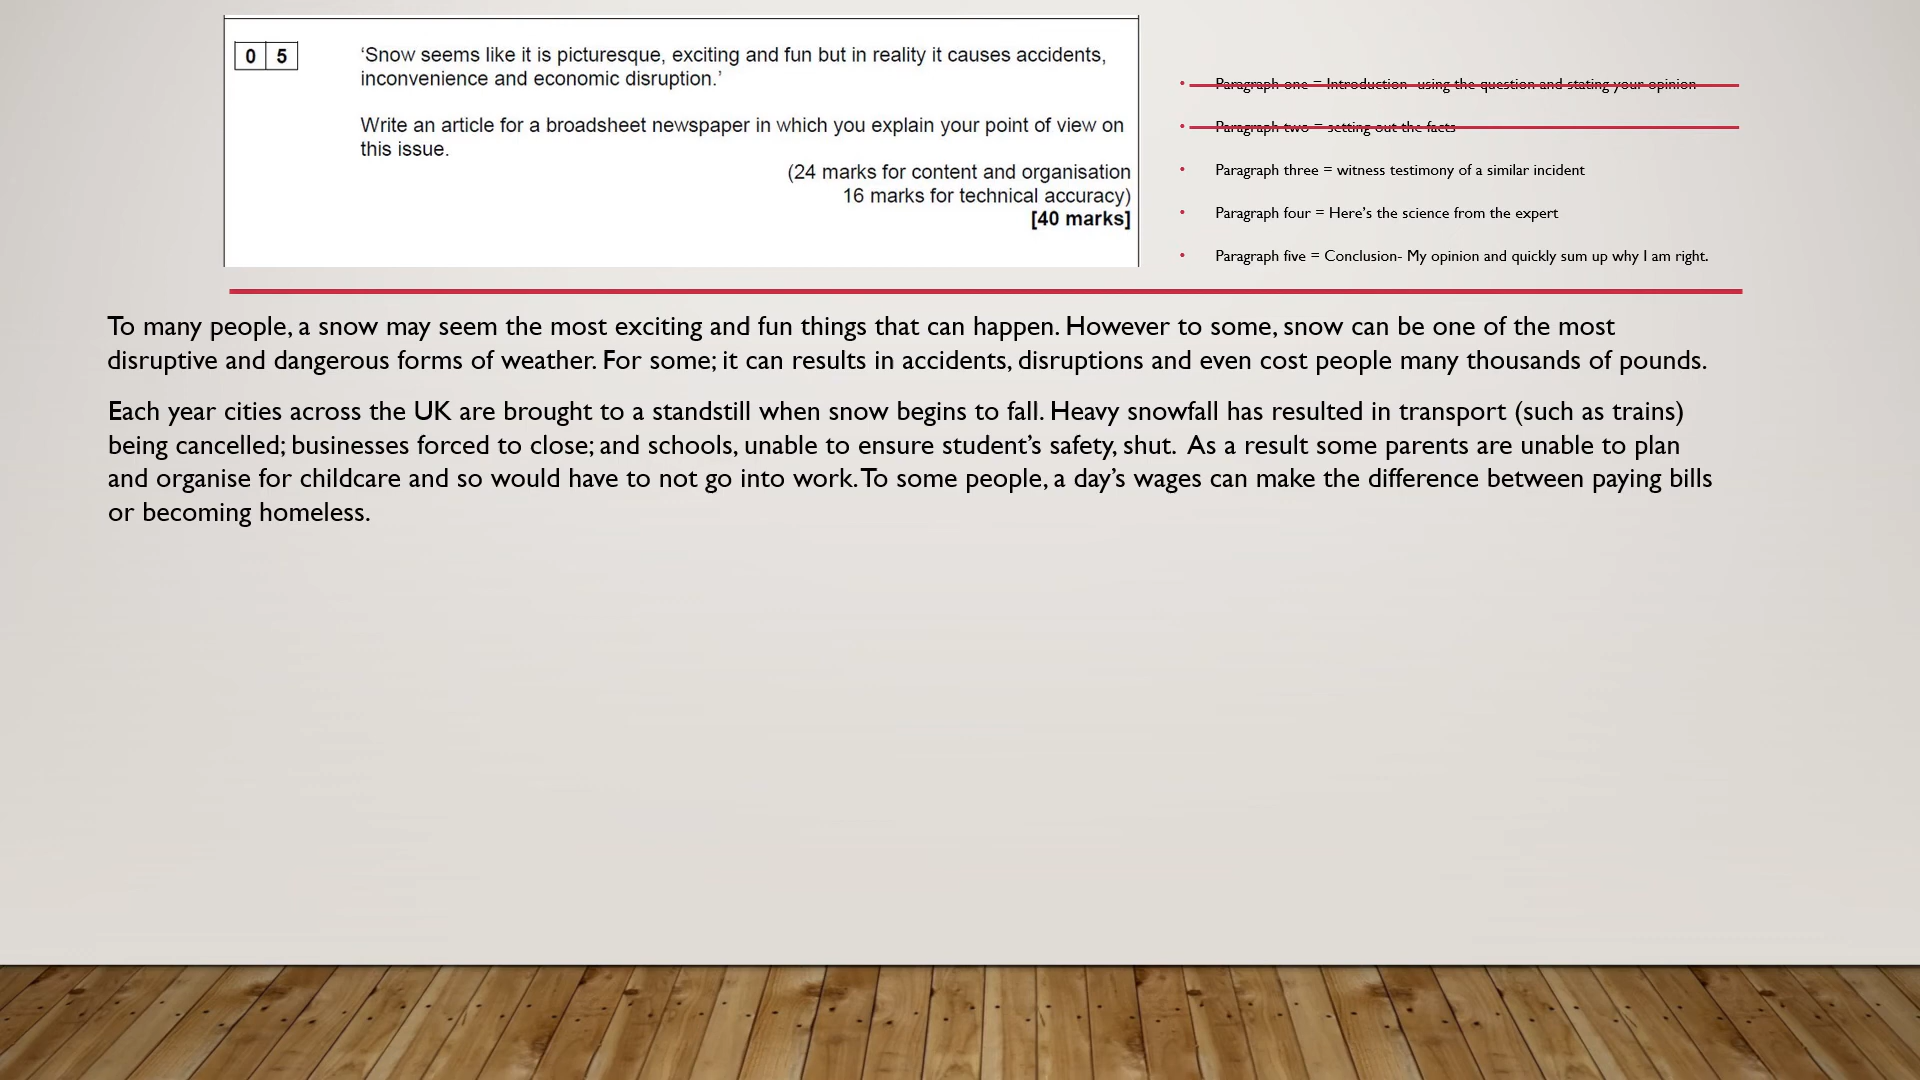 0 5
‘Snow seems like it is picturesque, exciting and fun but in reality it causes accidents,
inconvenience and economic disruption.’
Write an article for a broadsheet newspaper in which you explain your point of view on
this issue.
(24 marks for content and organisation
16 marks for technical accuracy)
[40 marks]
• Paragraph one = Introduction- using the question and stating your opinion
• Paragraph two = setting out the facts
• Paragraph three = witness testimony of a similar incident
• Paragraph four = Here’s the science from the expert
• Paragraph five = Conclusion- My opinion and quickly sum up why I am right.
To many people, a snow may seem the most exciting and fun things that can happen. However to some, snow can be one of the most
disruptive and dangerous forms of weather. For some; it can results in accidents, disruptions and even cost people many thousands of pounds.
Each year cities across the UK are brought to a standstill when snow begins to fall. Heavy snowfall has resulted in transport (such as trains)
being cancelled; businesses forced to close; and schools, unable to ensure student’s safety, shut.  As a result some parents are unable to plan
and organise for childcare and so would have to not go into work. To some people, a day’s wages can make the difference between paying bills
or becoming homeless.